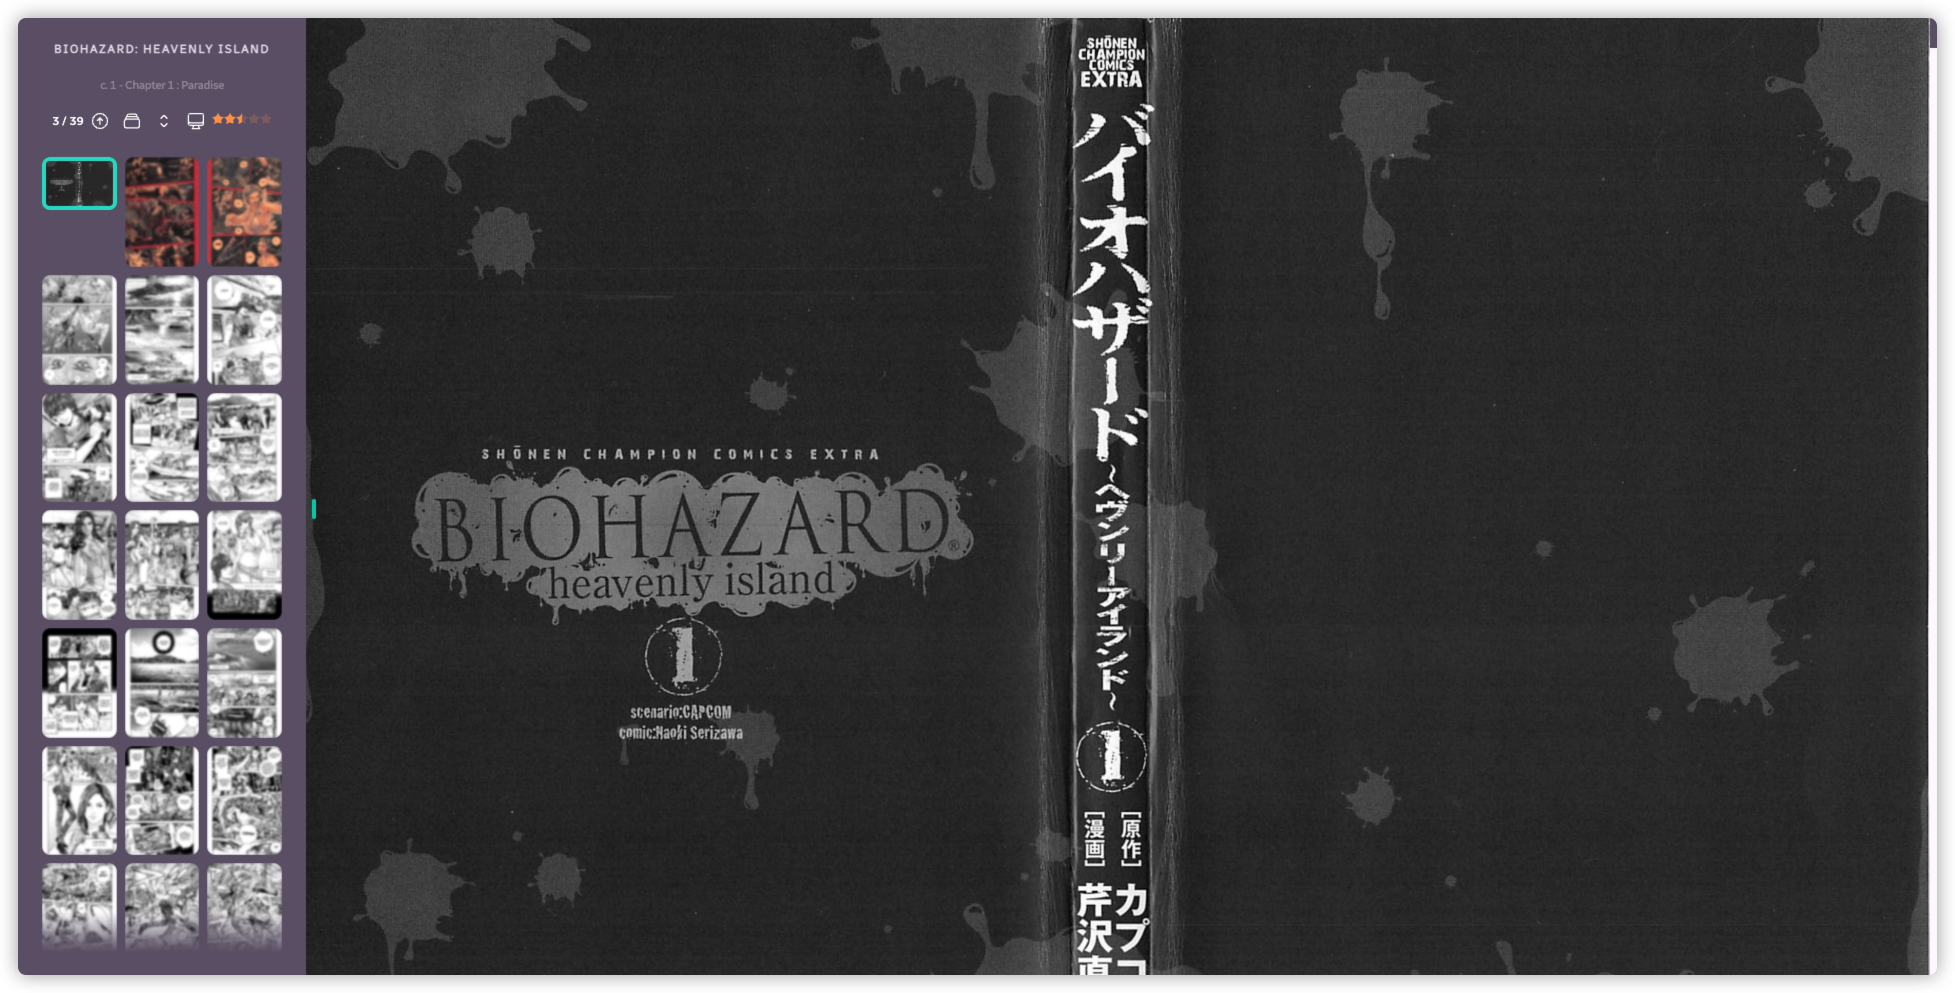 BIOHAZARD: HEAVENLY ISLAND
c. 1 - Chapter 1 : Paradise
3 / 39
SHŌNEN CHAMPION COMICS EXTRA
BIOHAZARD®
heavenly island
1
scenario:CAPCOM
comic:Naoki Serizawa
SHŌNEN
CHAMPION
COMICS
EXTRA
バイオハザード
~ヘヴンリーアイランド~
1
[原作]カプコ
[漫画]芹沢直